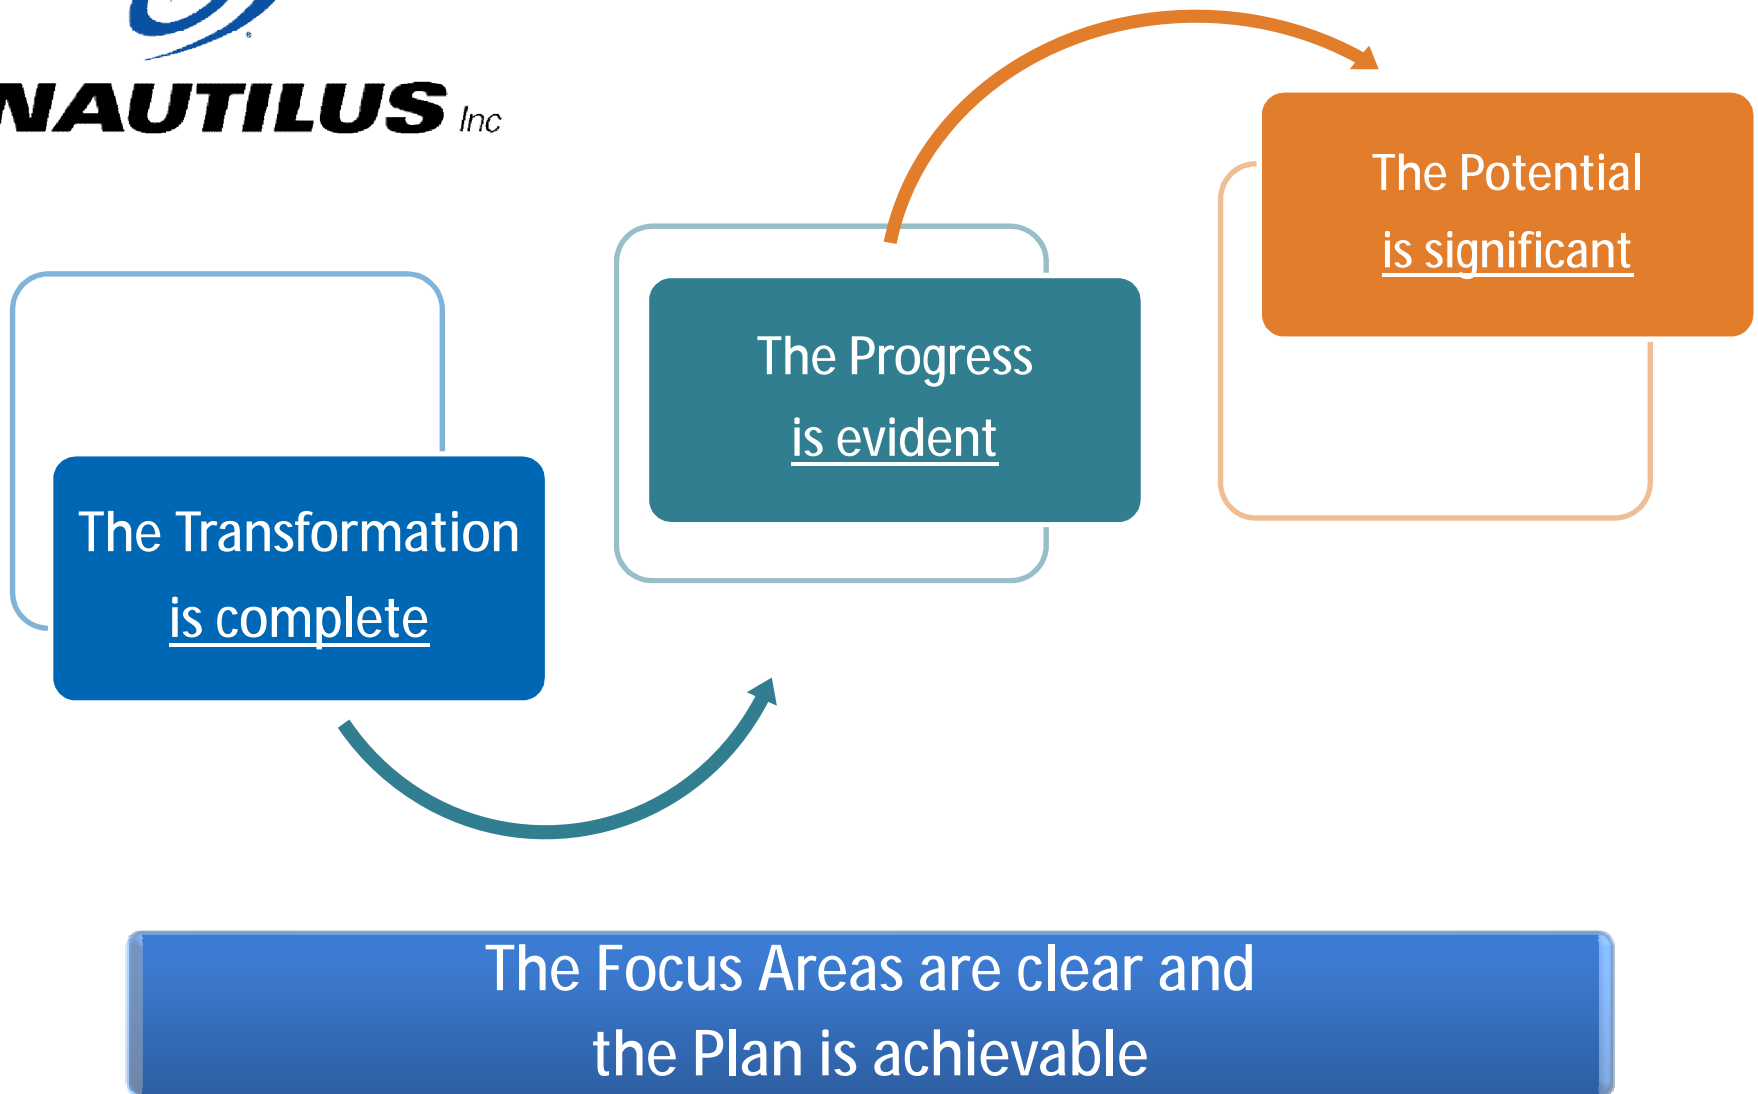 NAUTILUS Inc
The Transformation
is complete
The Progress
is evident
The Potential
is significant
The Focus Areas are clear and
the Plan is achievable